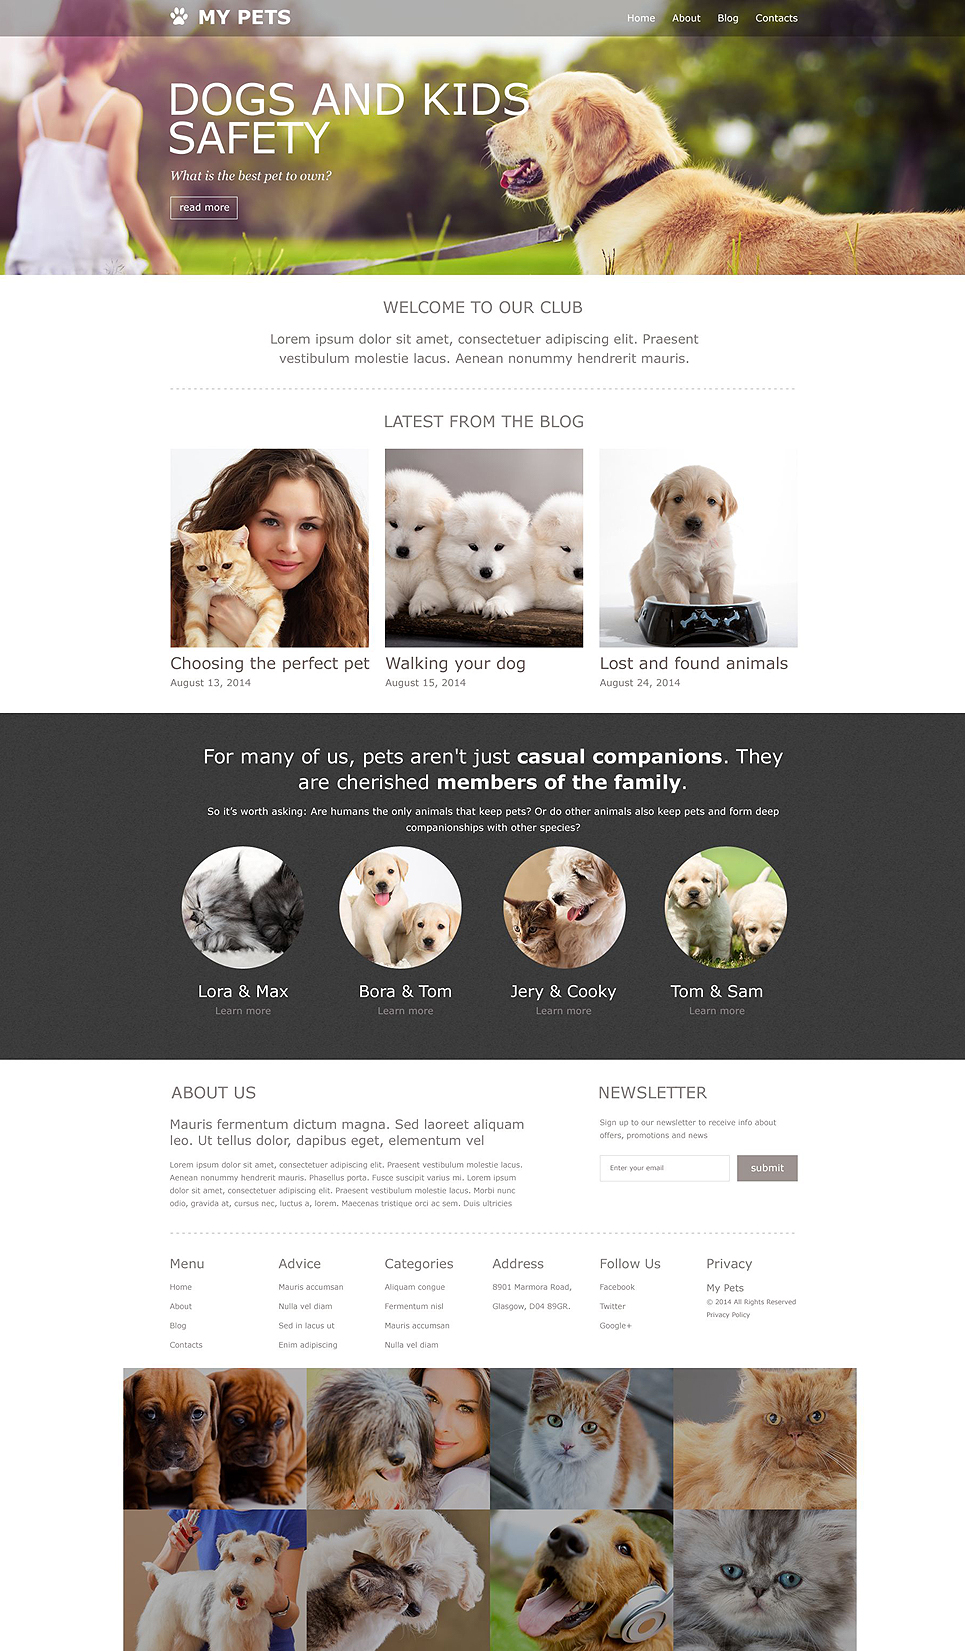 MY PETS
Home About Blog Contacts
DOGS AND KIDS
SAFETY
What is the best pet to own?
read more
WELCOME TO OUR CLUB
Lorem ipsum dolor sit amet, consectetuer adipiscing elit. Praesent
vestibulum molestie lacus. Aenean nonummy hendrerit mauris.
LATEST FROM THE BLOG
Choosing the perfect pet
August 13, 2014
Walking your dog
August 15, 2014
Lost and found animals
August 24, 2014
For many of us, pets aren't just casual companions. They
are cherished members of the family.
So it’s worth asking: Are humans the only animals that keep pets? Or do other animals also keep pets and form deep
companionships with other species?
Lora & Max
Learn more
Bora & Tom
Learn more
Jery & Cooky
Learn more
Tom & Sam
Learn more
ABOUT US
Mauris fermentum dictum magna. Sed laoreet aliquam
leo. Ut tellus dolor, dapibus eget, elementum vel
Lorem ipsum dolor sit amet, consectetuer adipiscing elit. Praesent vestibulum molestie lacus.
Aenean nonummy hendrerit mauris. Phasellus porta. Fusce suscipit varius mi. Lorem ipsum
dolor sit amet, consectetuer adipiscing elit. Praesent vestibulum molestie lacus. Morbi nunc
odio, gravida at, cursus nec, luctus a, lorem. Maecenas tristique orci ac sem. Duis ultricies
NEWSLETTER
Sign up to our newsletter to receive info about
offers, promotions and news
Enter your email
submit
Menu
Home
About
Blog
Contacts
Advice
Mauris accumsan
Nulla vel diam
Sed in lacus ut
Enim adipiscing
Categories
Aliquam congue
Fermentum nisl
Mauris accumsan
Nulla vel diam
Address
8901 Marmora Road,
Glasgow, D04 89GR.
Follow Us
Facebook
Twitter
Google+
Privacy
My Pets
© 2014 All Rights Reserved
Privacy Policy